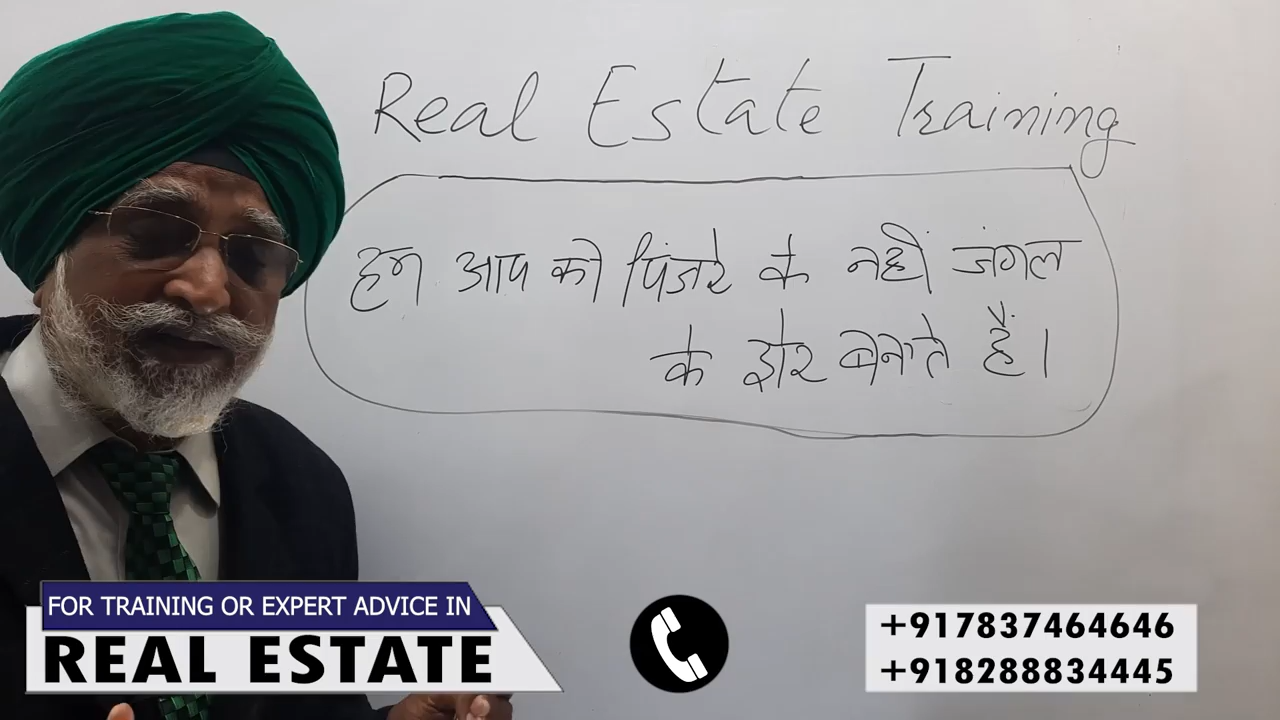 Real Estate Training
हम आप को पिंजरे के नहीं जंगल
के शेर बनाते हैं।
FOR TRAINING OR EXPERT ADVICE IN
REAL ESTATE
+917837464646
+918288834445